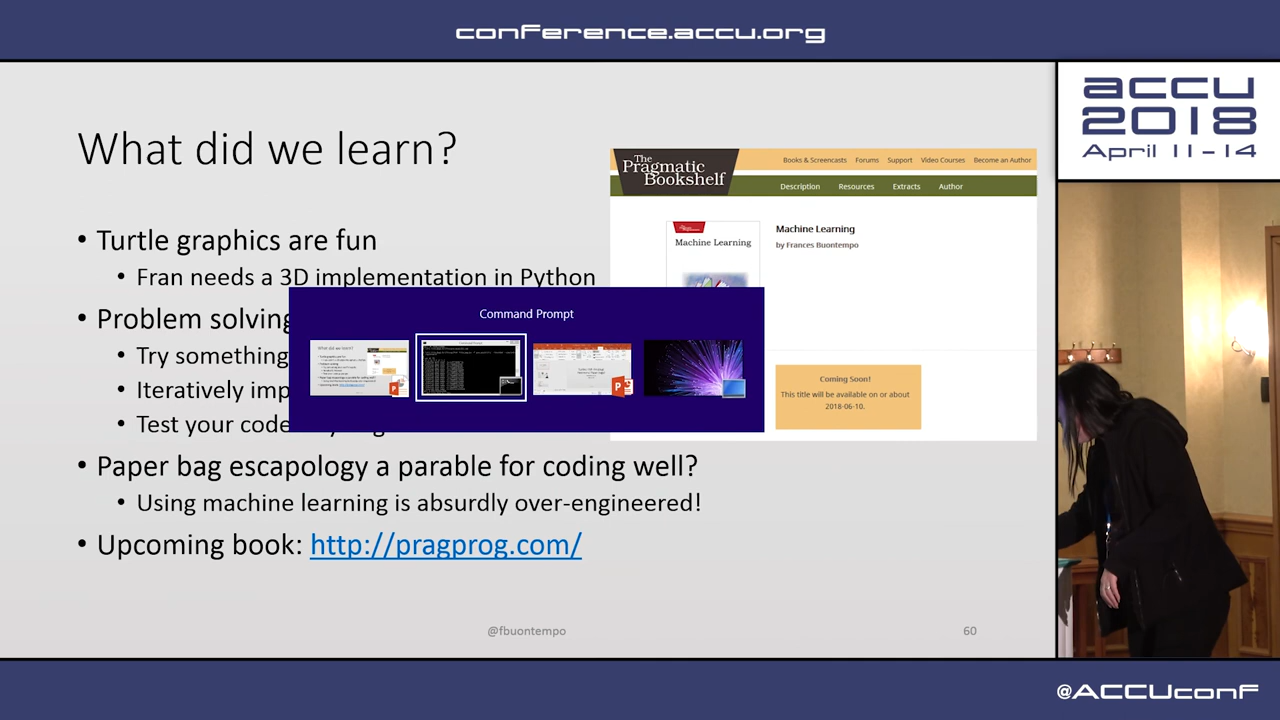 conference.accu.org
accu
2018
April 11-14
What did we learn?
• Turtle graphics are fun
• Fran needs a 3D implementation in Python
• Problem solving
• Try something
• Iteratively imp
• Test your code
• Paper bag escapology a parable for coding well?
• Using machine learning is absurdly over-engineered!
• Upcoming book: http://pragprog.com/
The
Pragmatic
Bookshelf
Books & Screencasts Forums Support Video Courses Become an Author
Description Resources Extracts Author
Machine Learning
Machine Learning
by Frances Buontempo
Coming Soon!
This title will be available on or about
2018-06-10.
Command Prompt
@fbuontempo
60
@ACCUconf